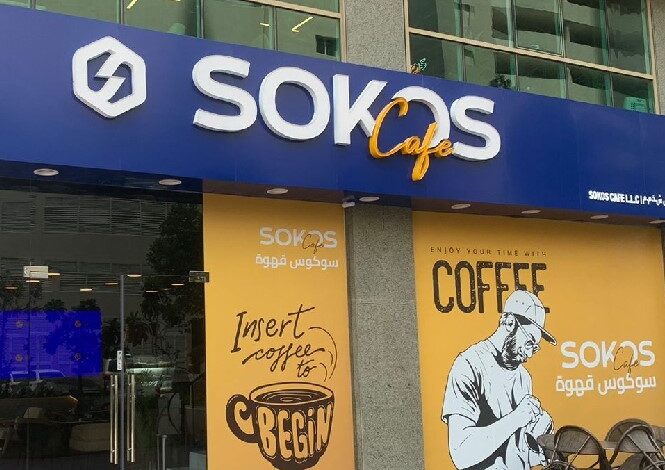 SOKOS
Cafe
SOKOS CAFE L.L.C
SOKOS
Cafe
سوكوس قهوة
Insert
coffee
to
BEGIN
ENJOY YOUR TIME WITH
COFFEE
SOKOS
Cafe
سوكوس قهوة